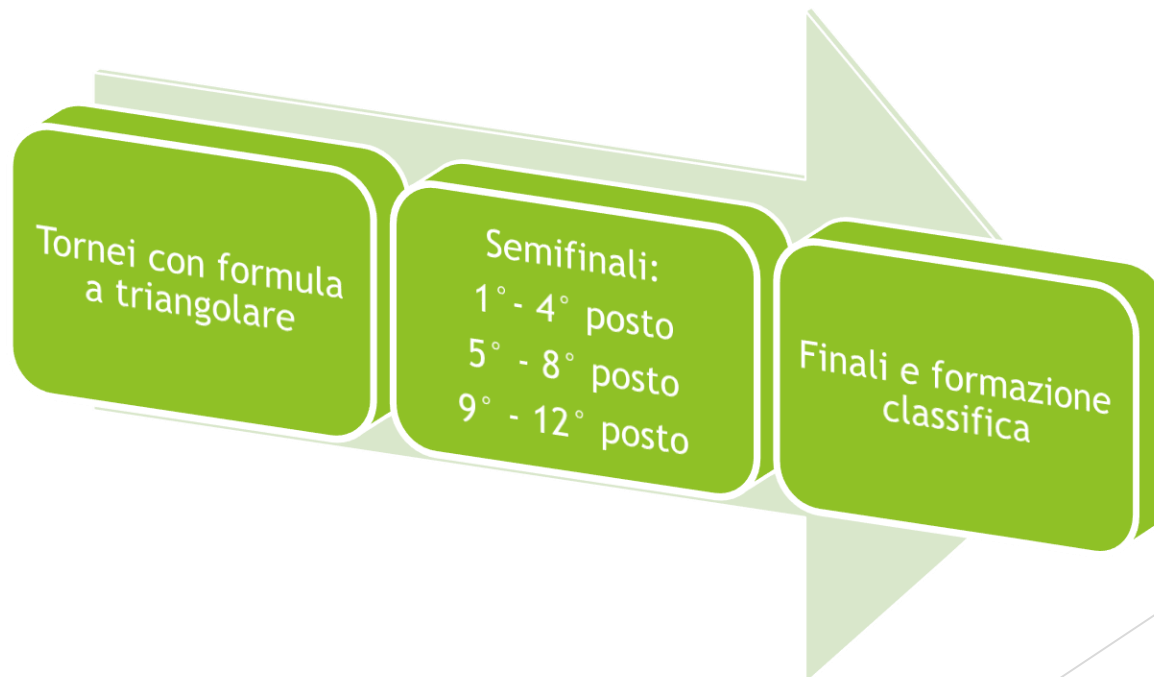 Tornei con formula
a triangolare
Semifinali:
1°- 4° posto
5° - 8° posto
9° - 12° posto
Finali e formazione
classifica